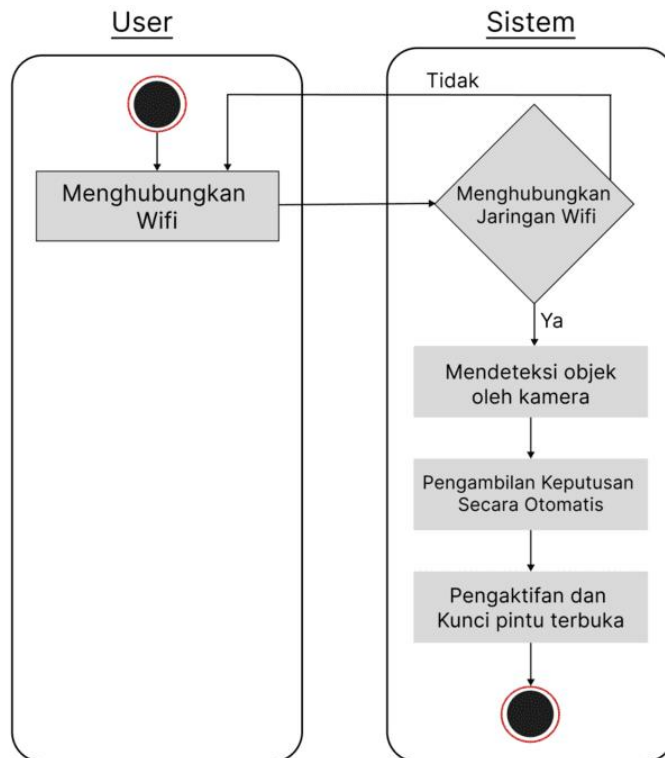 User
Sistem
Tidak
Menghubungkan
Wifi
Menghubungkan
Jaringan Wifi
Ya
Mendeteksi objek
oleh kamera
Pengambilan Keputusan
Secara Otomatis
Pengaktifan dan
Kunci pintu terbuka